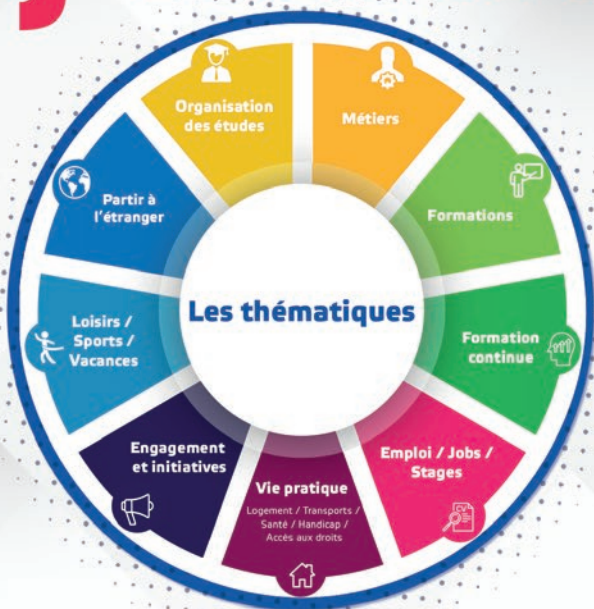 Organisation
des études
Métiers
Formations
Formation
continue
Emploi / Jobs /
Stages
Vie pratique
Logement / Transports /
Santé / Handicap /
Accès aux droits
Engagement
et initiatives
Loisirs /
Sports /
Vacances
Partir à
l'étranger
Les thématiques
CV